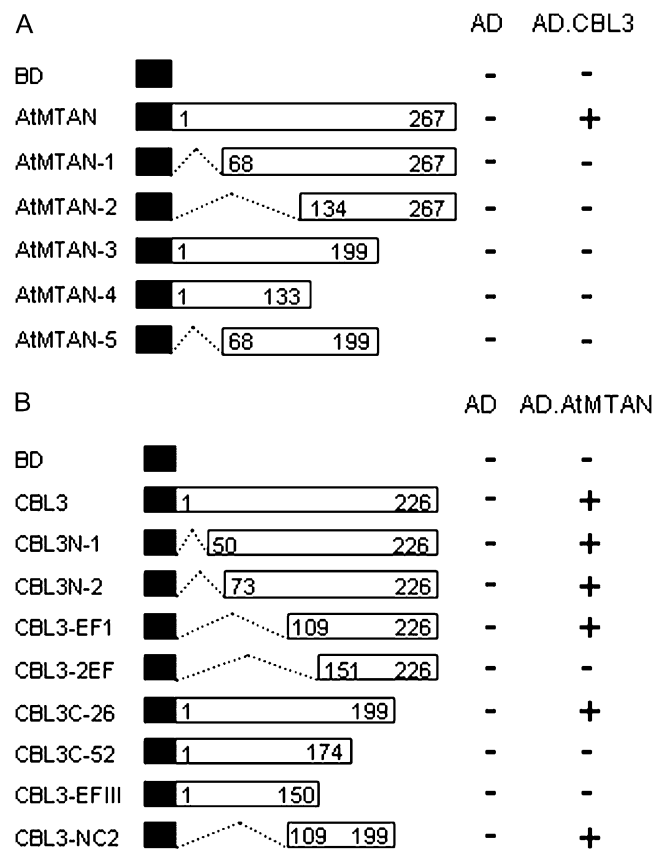 A AD AD.CBL3
BD - -
AtMTAN 1 267 - +
AtMTAN-1 68 267 - -
AtMTAN-2 134 267 - -
AtMTAN-3 1 199 - -
AtMTAN-4 1 133 - -
AtMTAN-5 68 199 - -
B AD AD.AtMTAN
BD - -
CBL3 1 226 - +
CBL3N-1 50 226 - +
CBL3N-2 73 226 - +
CBL3-EF1 109 226 - +
CBL3-2EF 151 226 - -
CBL3C-26 1 199 - +
CBL3C-52 1 174 - -
CBL3-EFIII 1 150 - -
CBL3-NC2 109 199 - +